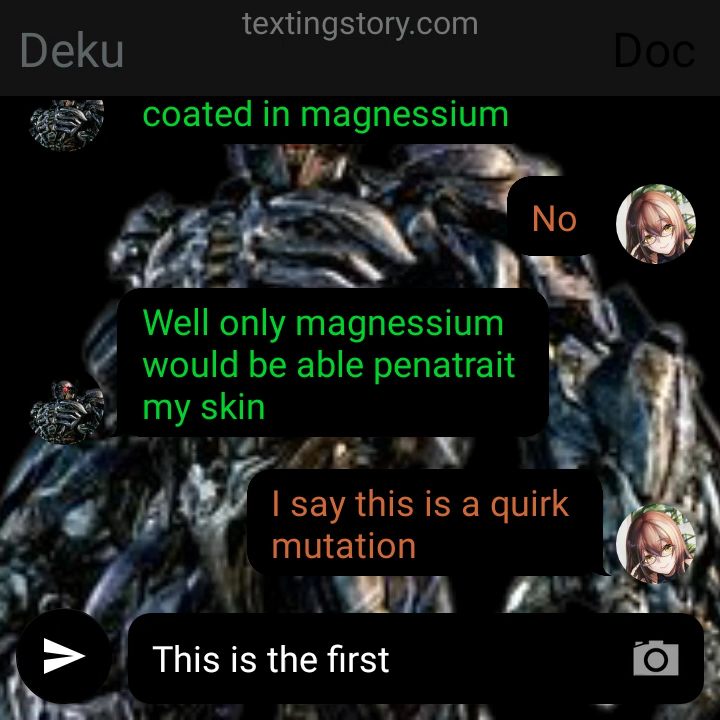 textingstory.com
Deku
Doc
coated in magnessium
No
Well only magnessium
would be able penatrait
my skin
I say this is a quirk
mutation
This is the first